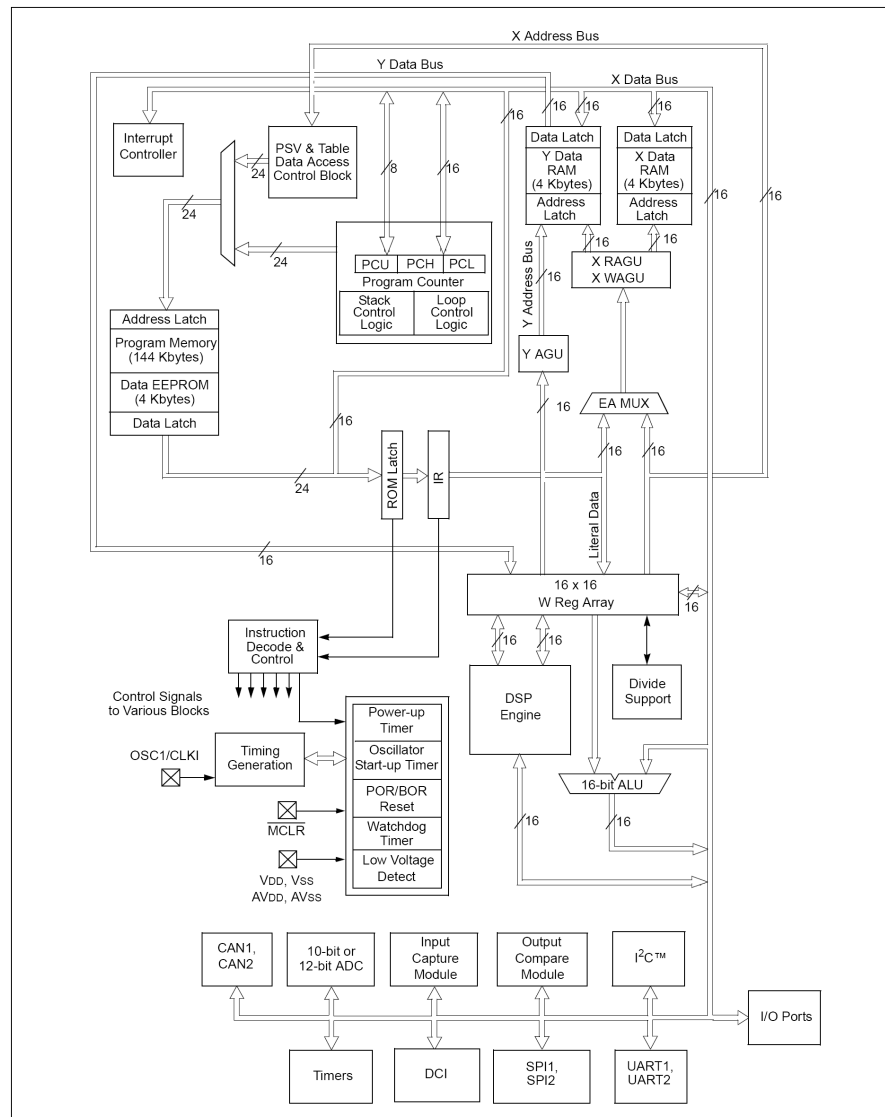 X Address Bus
Y Data Bus
X Data Bus
16
16
16
16
Interrupt
Controller
PSV & Table
Data Access
Control Block
24
8
16
Data Latch
Y Data
RAM
(4 Kbytes)
Address
Latch
Data Latch
X Data
RAM
(4 Kbytes)
Address
Latch
16
16
24
24
16
16
X RAGU
X WAGU
PCU
PCH
PCL
Program Counter
Stack
Control
Logic
Loop
Control
Logic
Y Address Bus
16
Y AGU
Address Latch
Program Memory
(144 Kbytes)
Data EEPROM
(4 Kbytes)
Data Latch
16
16
EA MUX
16
16
24
ROM Latch
IR
Literal Data
16
16 x 16
W Reg Array
16
16
16
Instruction
Decode &
Control
DSP
Engine
Divide
Support
Control Signals
to Various Blocks
Power-up
Timer
Oscillator
Start-up Timer
POR/BOR
Reset
Watchdog
Timer
Low Voltage
Detect
OSC1/CLKI
Timing
Generation
MCLR
VDD, VSS
AVDD, AVSS
16-bit ALU
16
16
CAN1,
CAN2
10-bit or
12-bit ADC
Input
Capture
Module
Output
Compare
Module
I2C™
I/O Ports
Timers
DCI
SPI1,
SPI2
UART1,
UART2